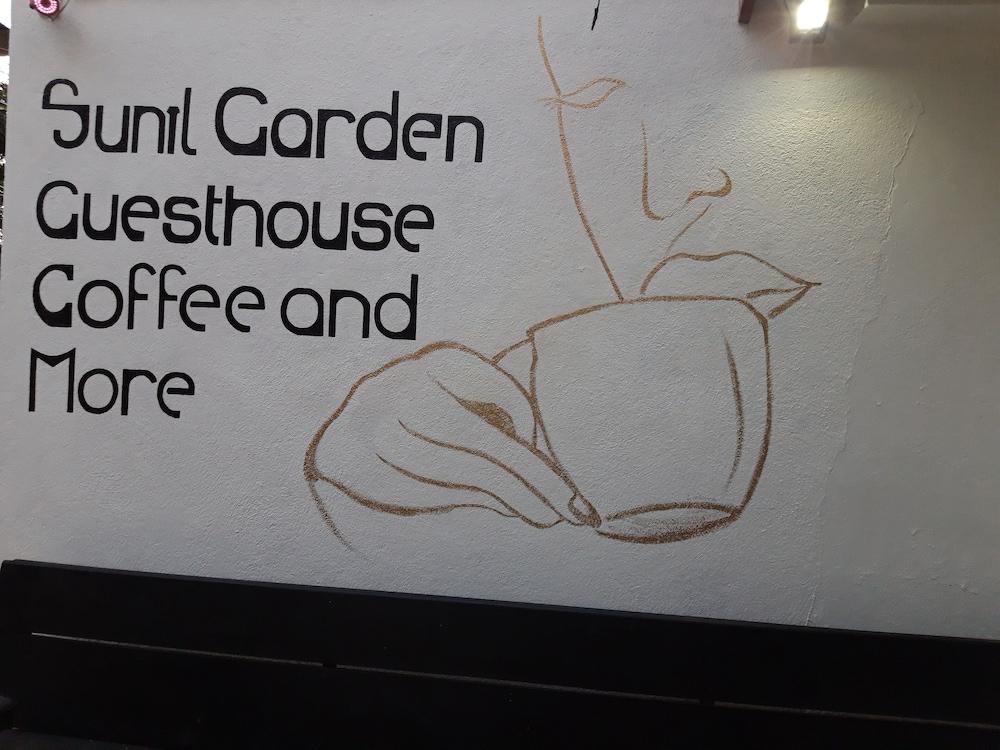 Sunil Garden
Guesthouse
Coffee and
More